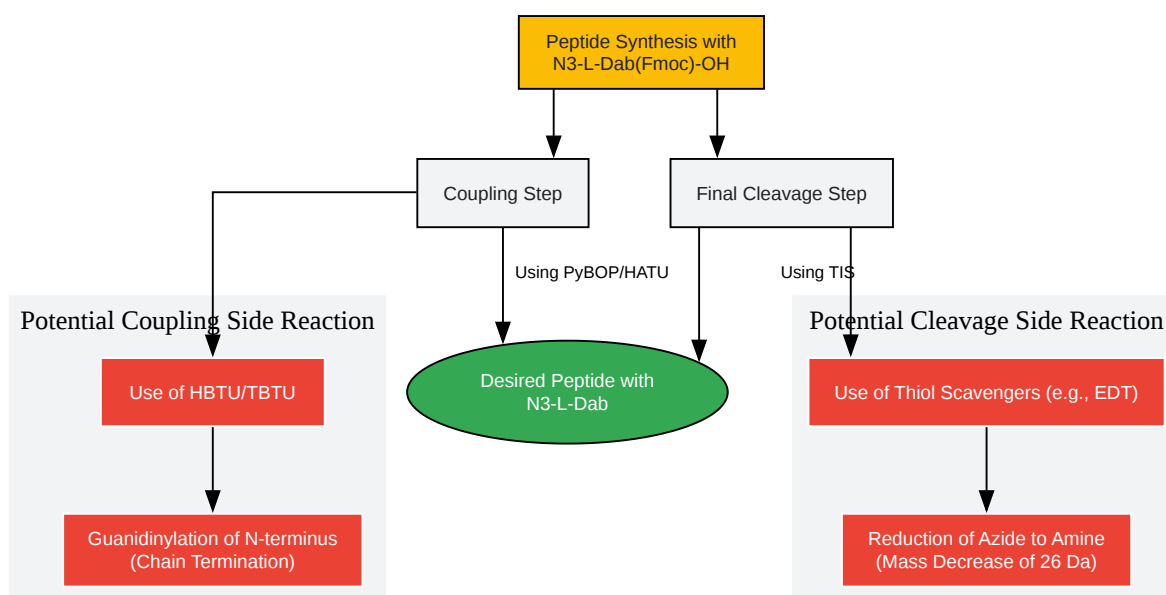 Peptide Synthesis with
N3-L-Dab(Fmoc)-OH
Coupling Step
Final Cleavage Step
Using PyBOP/HATU
Using TIS
Potential Coupling Side Reaction
Potential Cleavage Side Reaction
Use of HBTU/TBTU
Desired Peptide with
N3-L-Dab
Use of Thiol Scavengers (e.g., EDT)
Guanidinylation of N-terminus
(Chain Termination)
Reduction of Azide to Amine
(Mass Decrease of 26 Da)